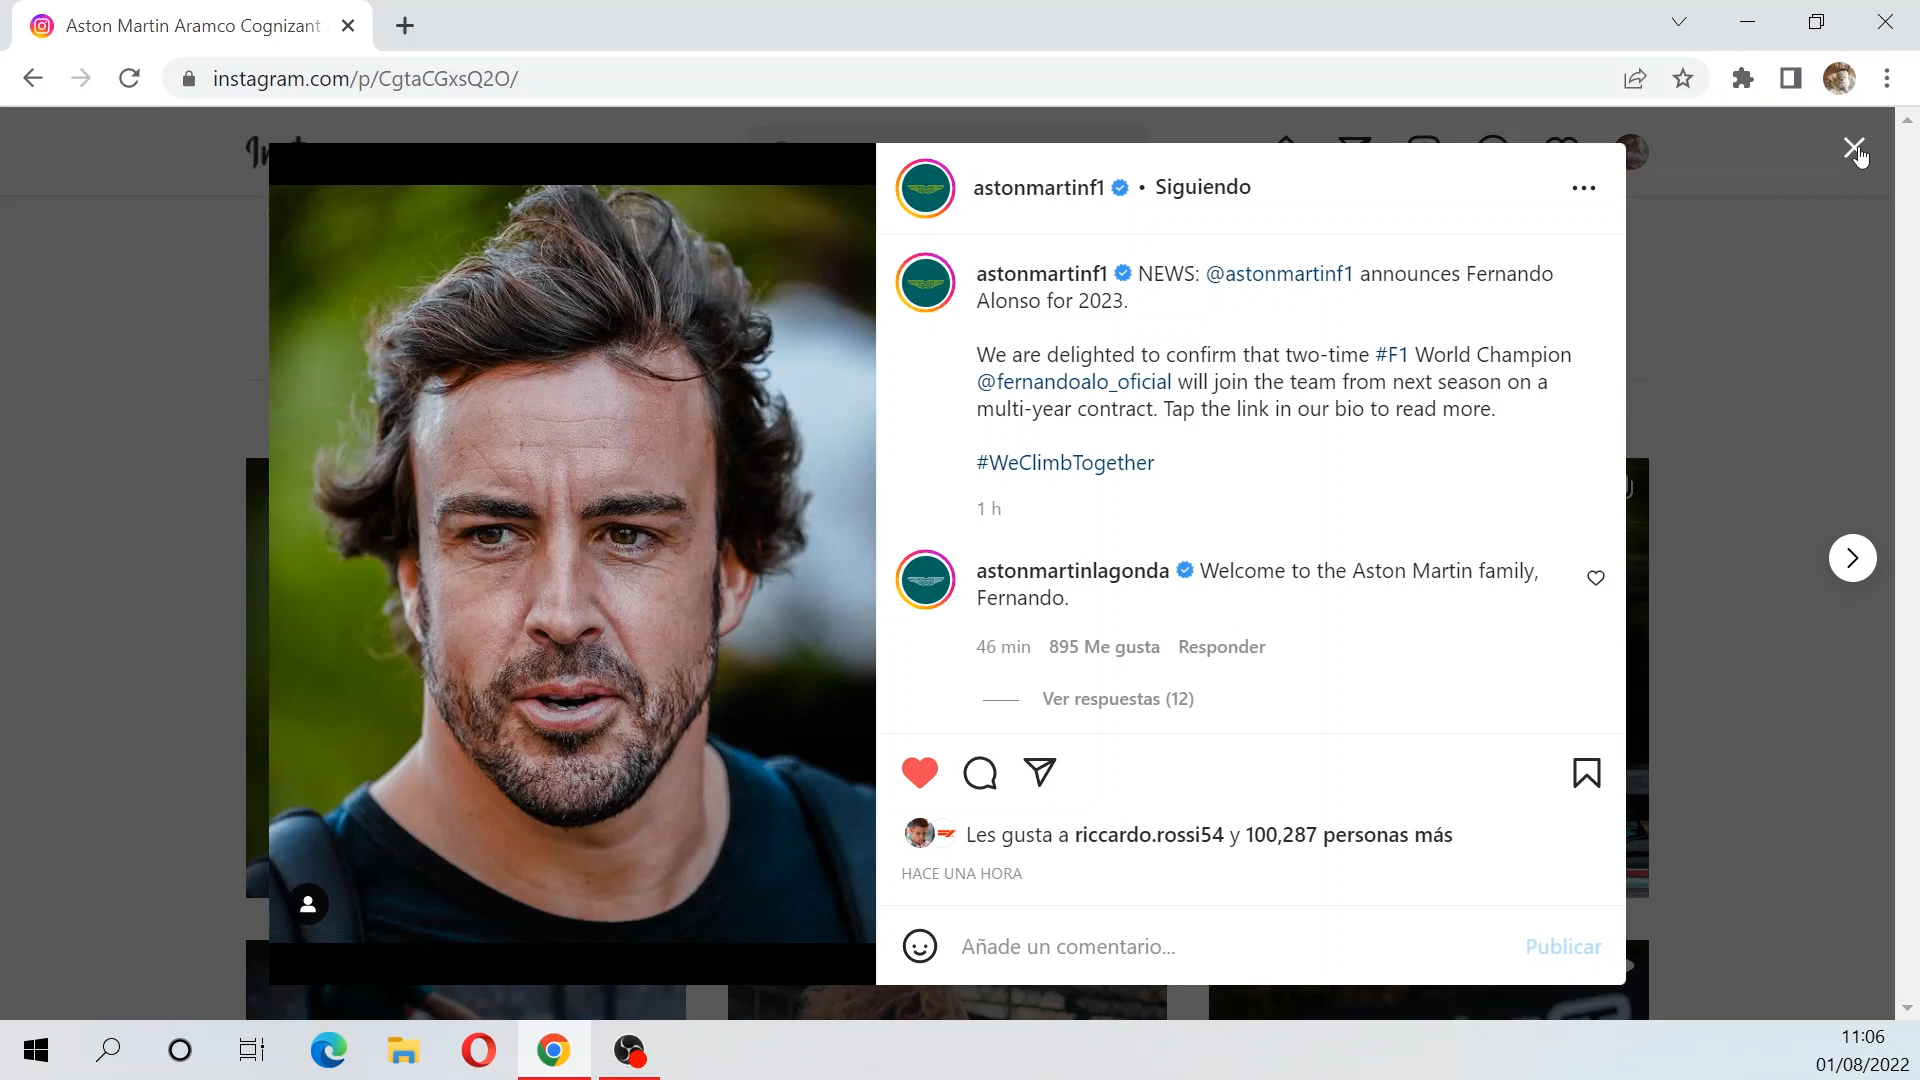 Aston Martin Aramco Cognizant
instagram.com/p/CgtaCGxsQ2O/
astonmartinf1 • Siguiendo
astonmartinf1 NEWS: @astonmartinf1 announces Fernando
Alonso for 2023.
We are delighted to confirm that two-time #F1 World Champion
@fernandoalo_oficial will join the team from next season on a
multi-year contract. Tap the link in our bio to read more.
#WeClimbTogether
1 h
astonmartinlagonda Welcome to the Aston Martin family,
Fernando.
46 min 895 Me gusta Responder
Ver respuestas (12)
Les gusta a riccardo.rossi54 y 100,287 personas más
HACE UNA HORA
Añade un comentario... Publicar
11:06
01/08/2022